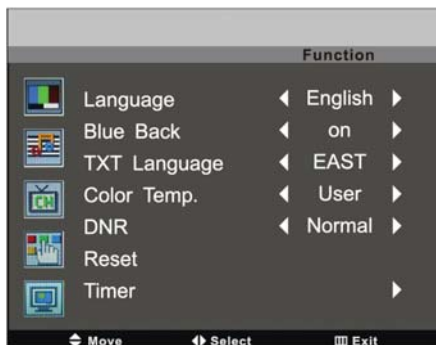 Function
Language English
Blue Back on
TXT Language EAST
CH
Color Temp. User
DNR Normal
Reset
Timer
Move Select Exit